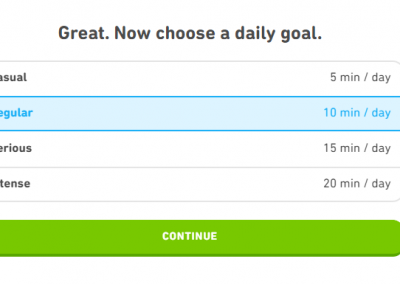 Great. Now choose a daily goal.
asual 5 min / day
egular 10 min / day
erious 15 min / day
tense 20 min / day
CONTINUE